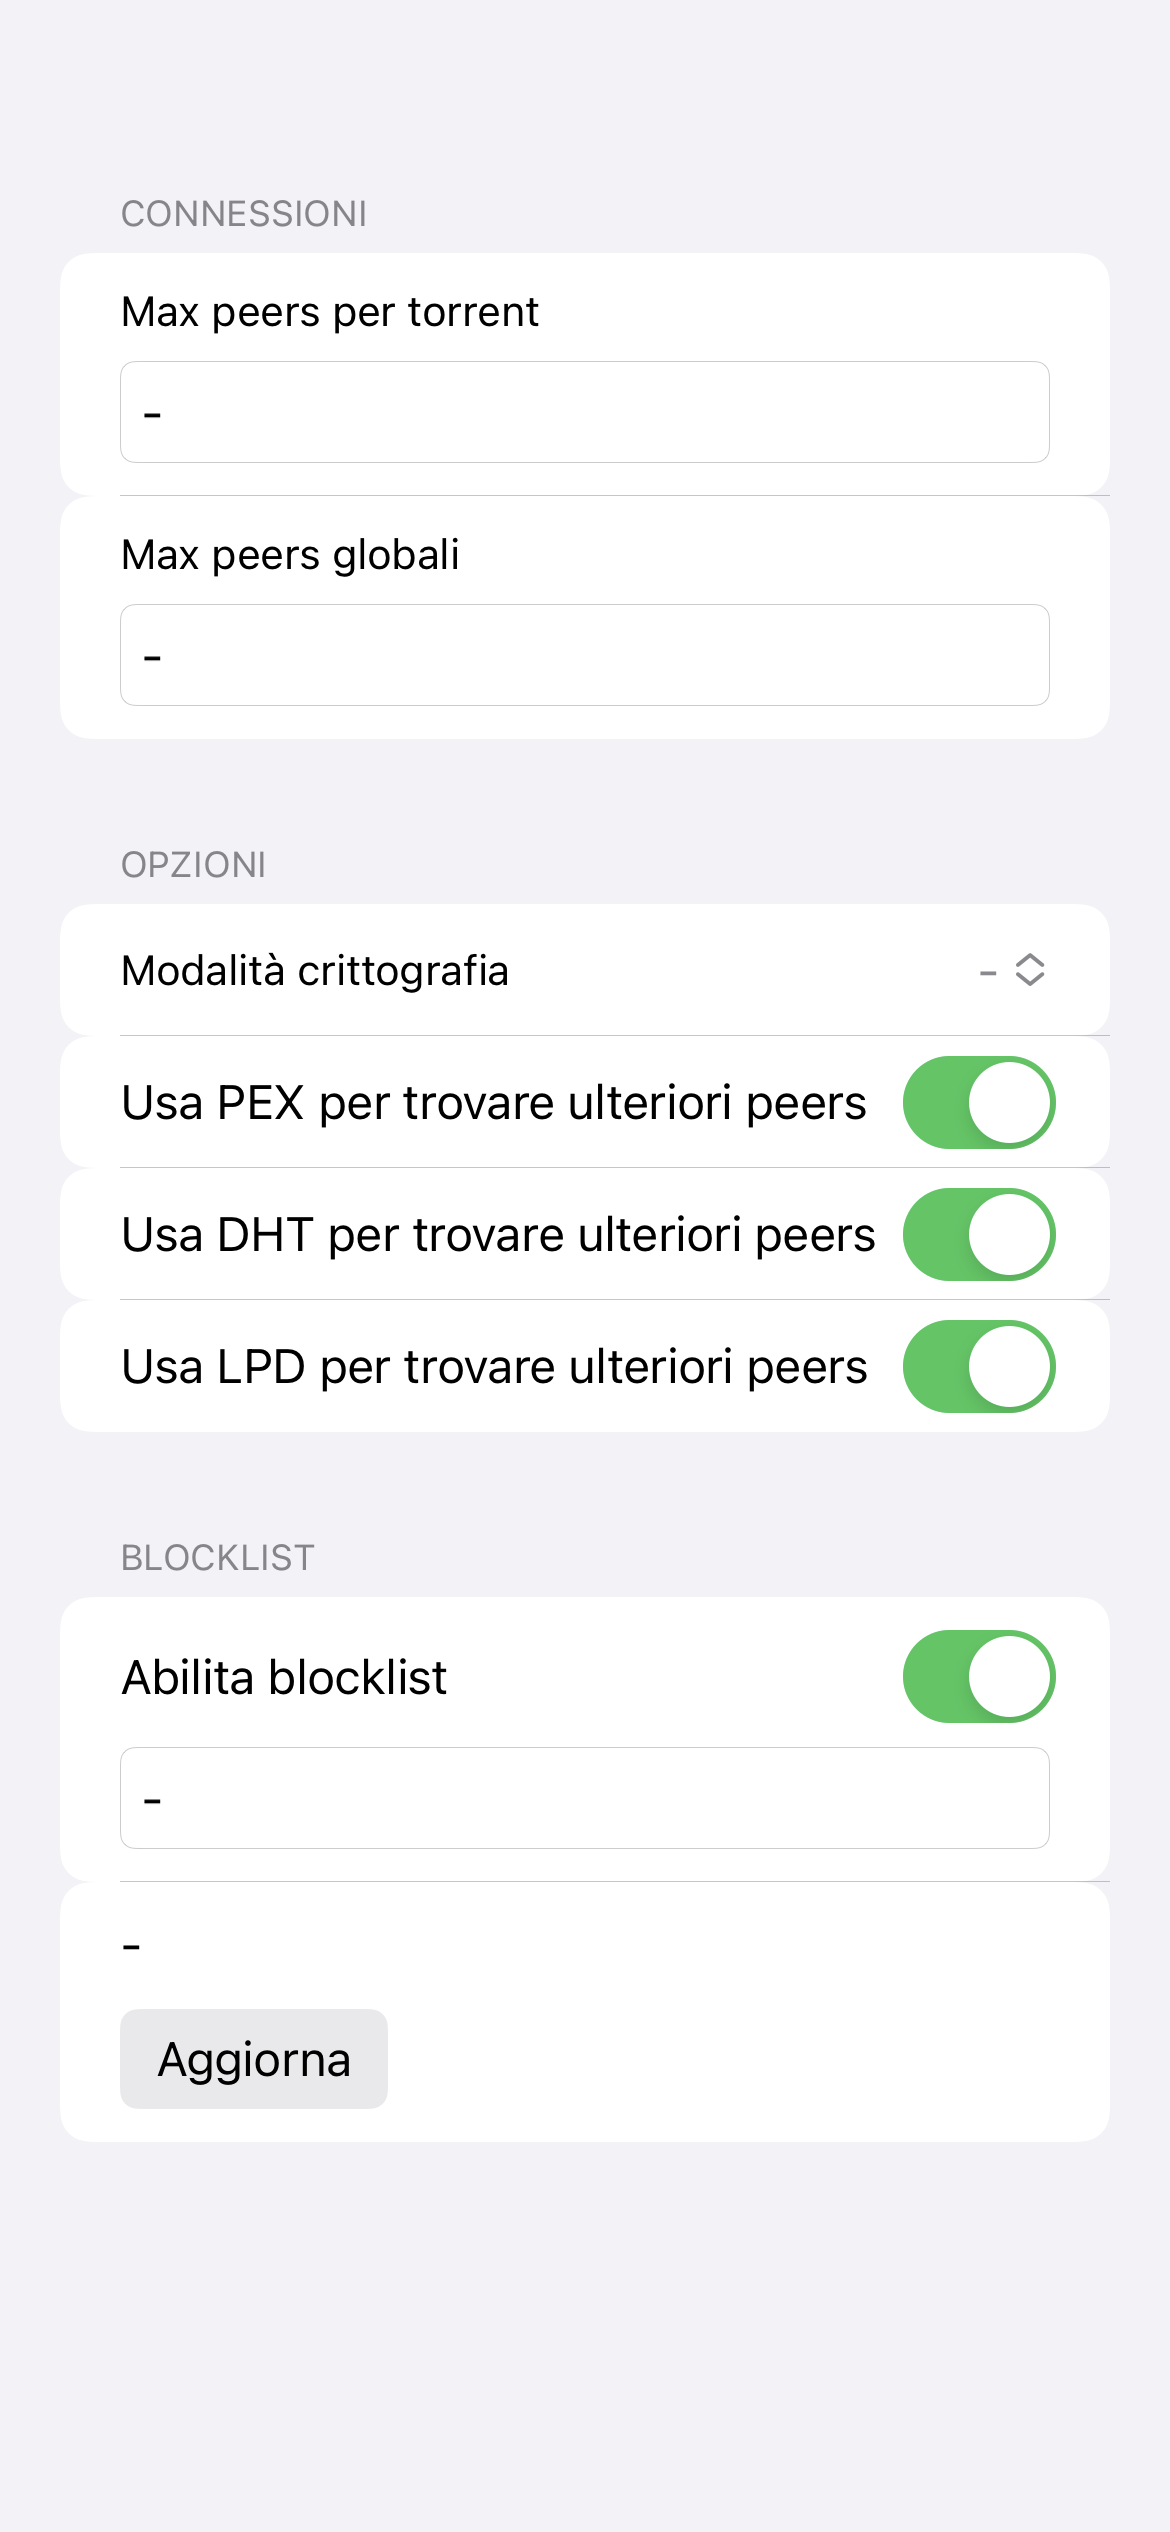 CONNESSIONI
Max peers per torrent
-
Max peers globali
-
OPZIONI
Modalità crittografia -
Usa PEX per trovare ulteriori peers
Usa DHT per trovare ulteriori peers
Usa LPD per trovare ulteriori peers
BLOCKLIST
Abilita blocklist
-
-
Aggiorna